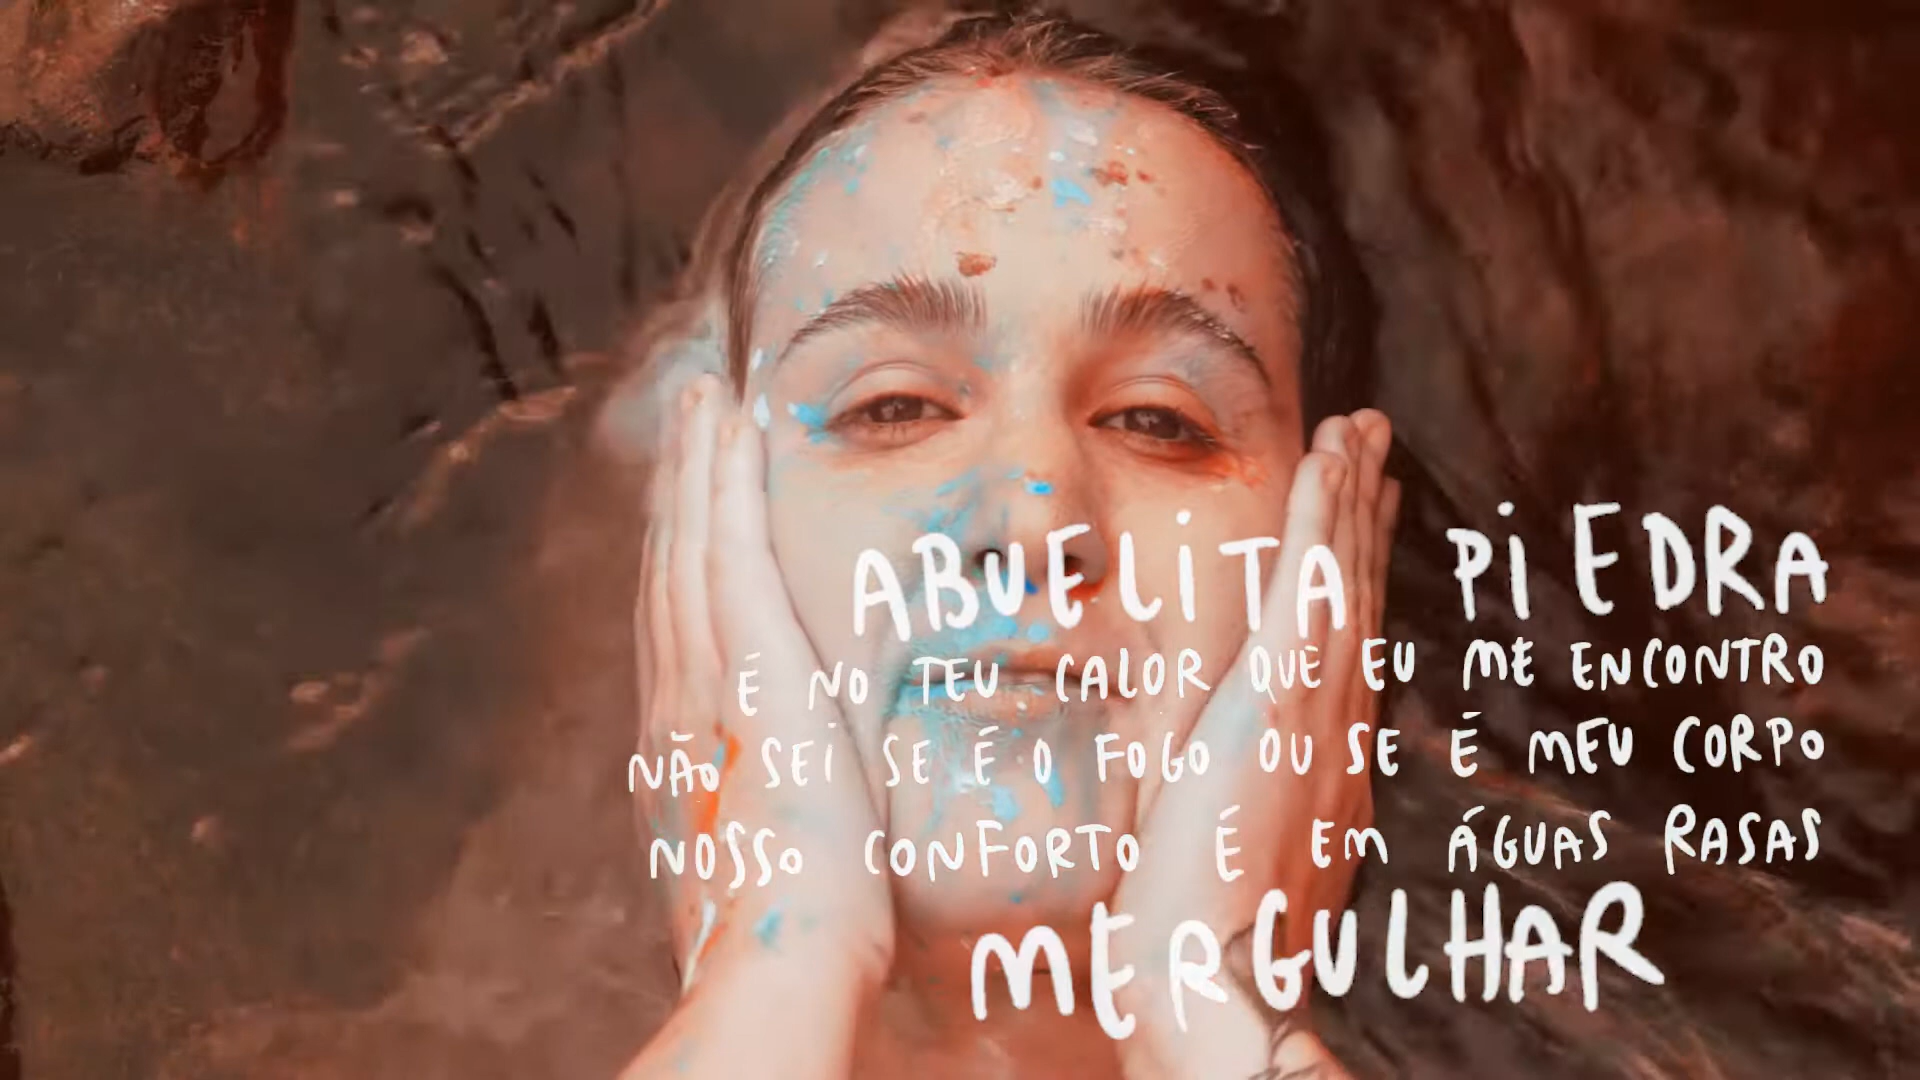 ABUELITA PIEDRA
É NO TEU CALOR QUE EU ME ENCONTRO
NÃO SEI SE É O FOGO OU SE É MEU CORPO
NOSSO CONFORTO É EM ÁGUAS RASAS
MERGULHAR